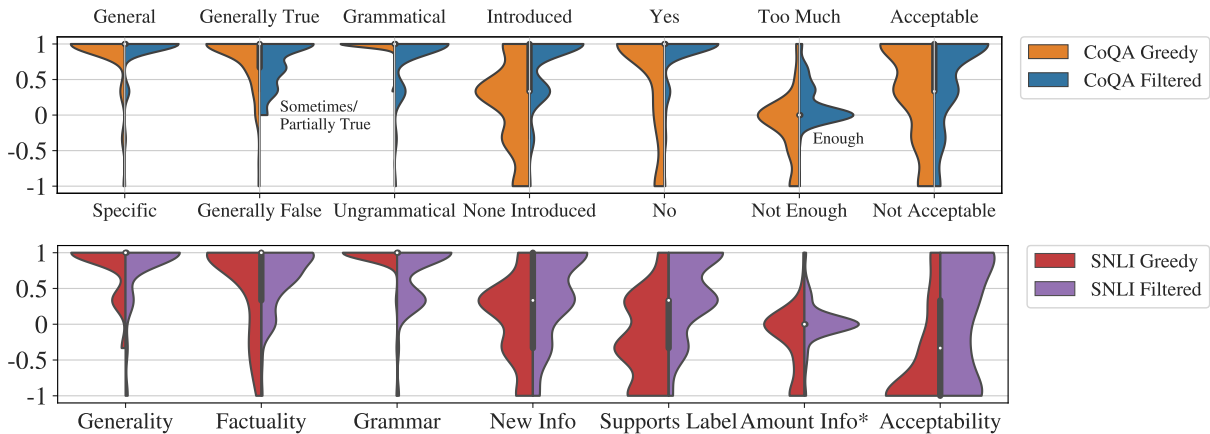 General Generally True Grammatical Introduced Yes Too Much Acceptable
1
0.5
0
-0.5
-1
Sometimes/
Partially True
Enough
CoQA Greedy
CoQA Filtered
Specific Generally False Ungrammatical None Introduced No Not Enough Not Acceptable
1
0.5
0
-0.5
-1
SNLI Greedy
SNLI Filtered
Generality Factuality Grammar New Info Supports Label Amount Info* Acceptability